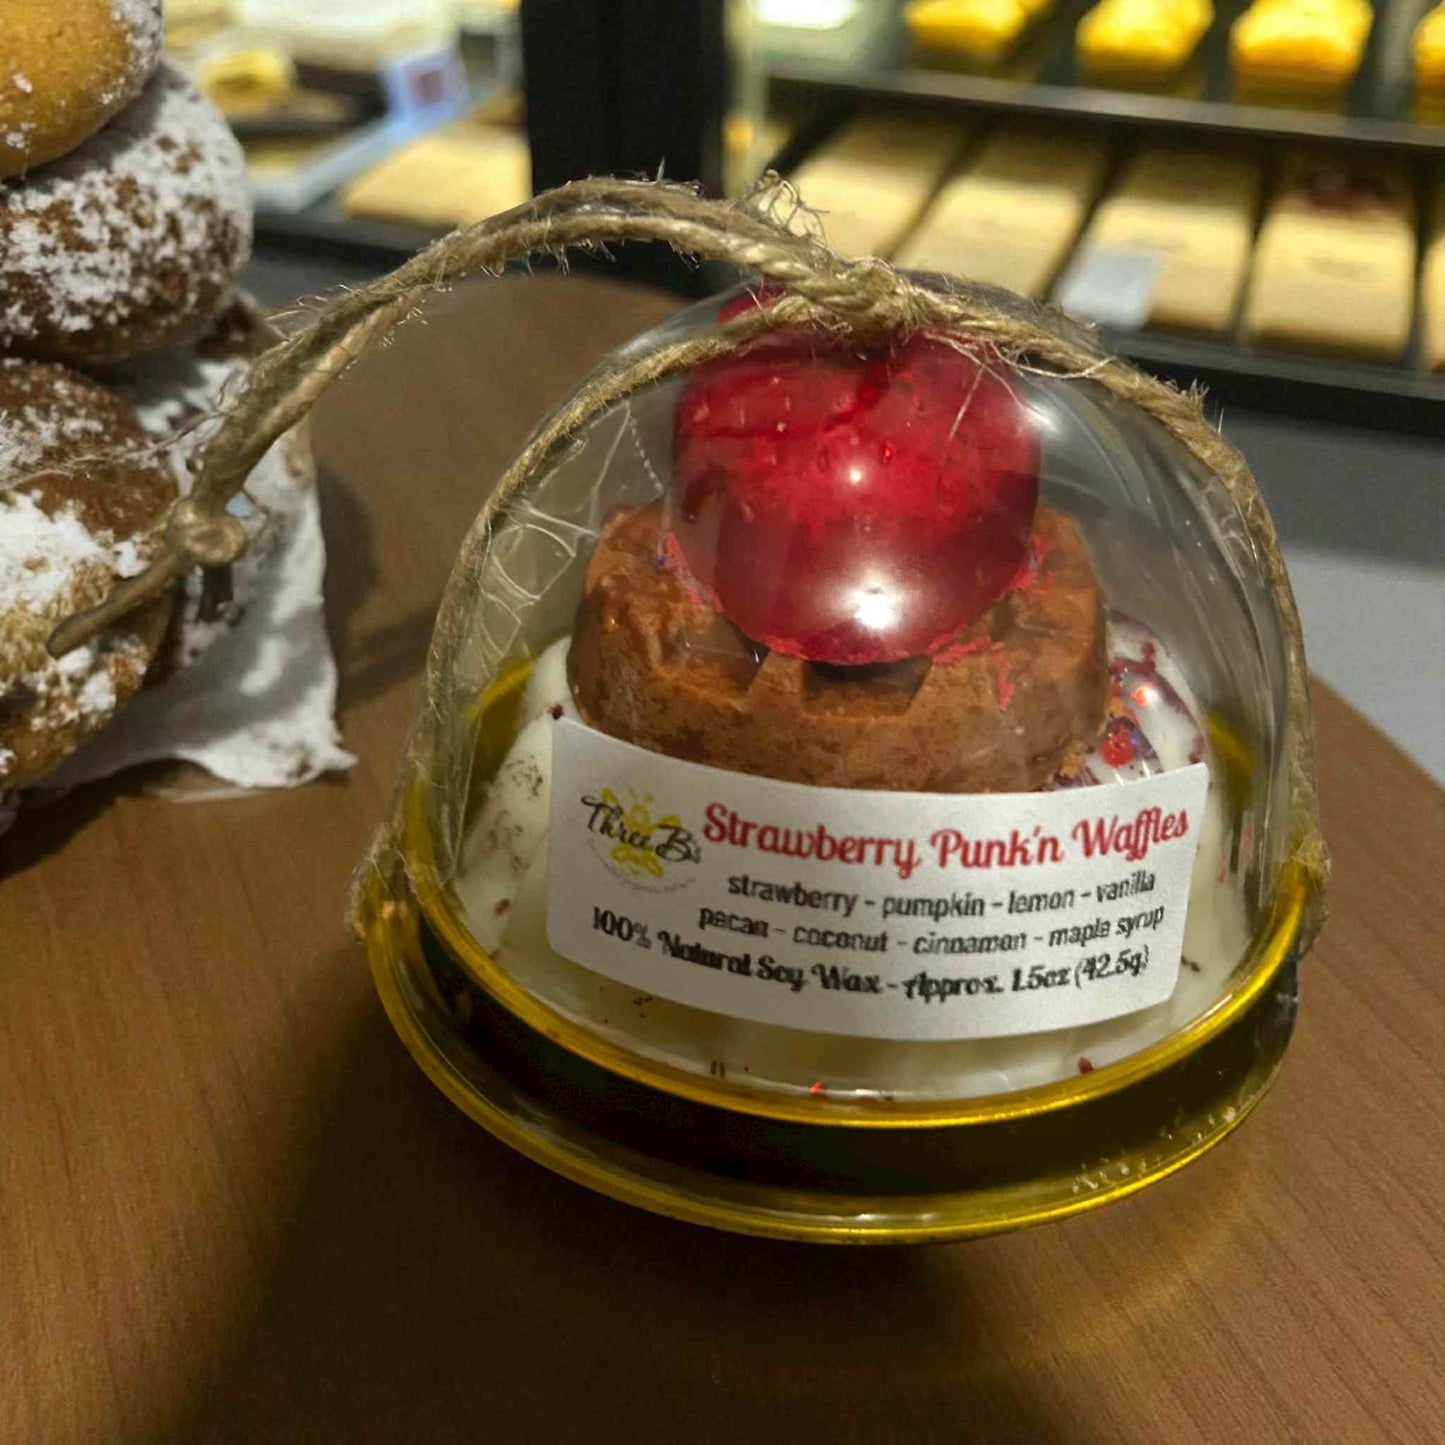 Three B's
Strawberry Punk'n Waffles
strawberry - pumpkin - lemon - vanilla
pecan - coconut - cinnamon - maple syrup
100% Natural Soy Wax - Approx. 1.5oz (42.5g)